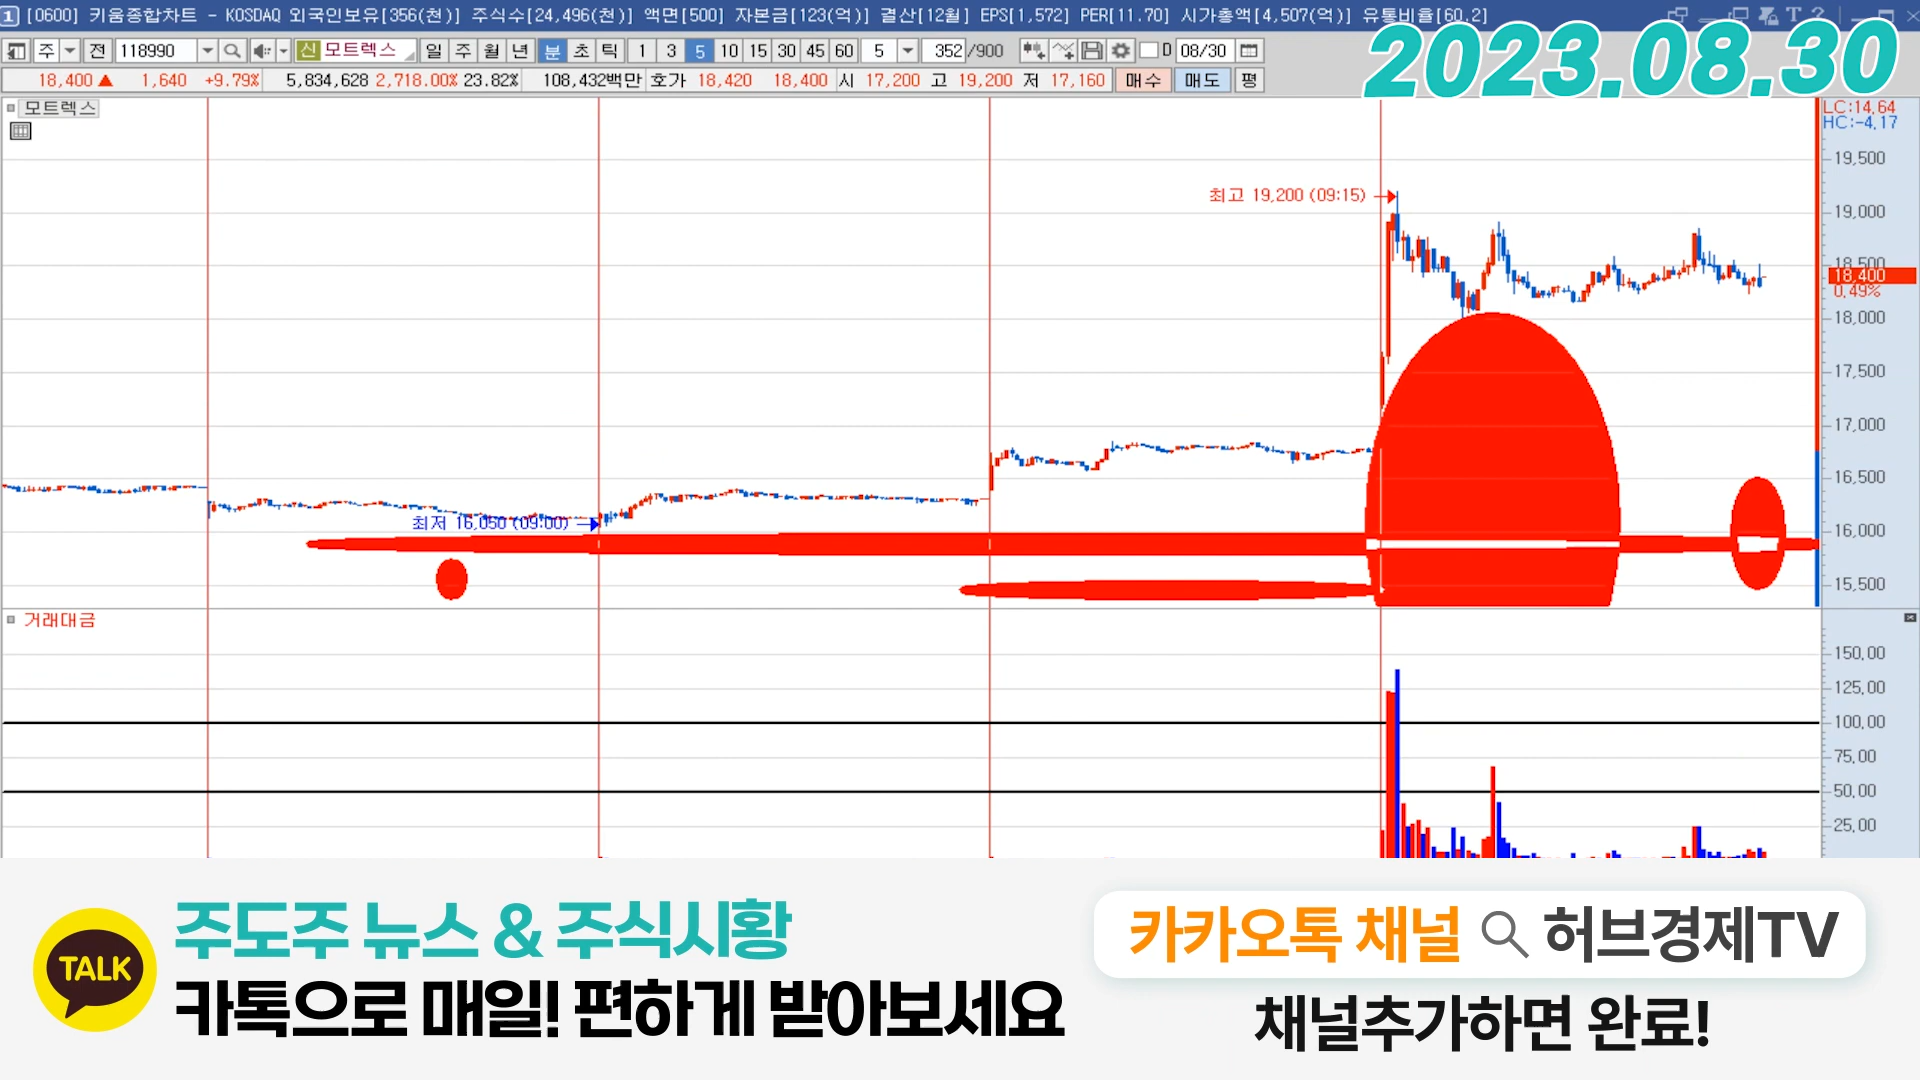 1 [0600] 키움종합차트 - KOSDAQ 외국인보유[356(천)] 주식수[24,496(천)] 액면[500] 자본금[123(억)] 결산[12월] EPS[1,572] PER[11.70] 시가총액[4,507(억)] 유통비율[60.2]
2023.08.30
주 전 118990 신 모트렉스 일 주 월 년 분 초 틱 1 3 5 10 15 30 45 60 5 352 /900 D 08/30
18,400 ▲ 1,640 +9.79% 5,834,628 2,718.00% 23.82% 108,432백만 호가 18,420 18,400 시 17,200 고 19,200 저 17,160 매수 매도 평
모트렉스
LC:14.64
HC:-4.17
19,500
최고 19,200 (09:15)
19,000
18,500
18,400
0.49%
18,000
17,500
17,000
16,500
최저 16,050 (09:00)
16,000
15,500
거래대금
150,00
125,00
100,00
75,00
50,00
25,00
TALK
주도주 뉴스 & 주식시황
카톡으로 매일! 편하게 받아보세요
카카오톡 채널 허브경제TV
채널추가하면 완료!